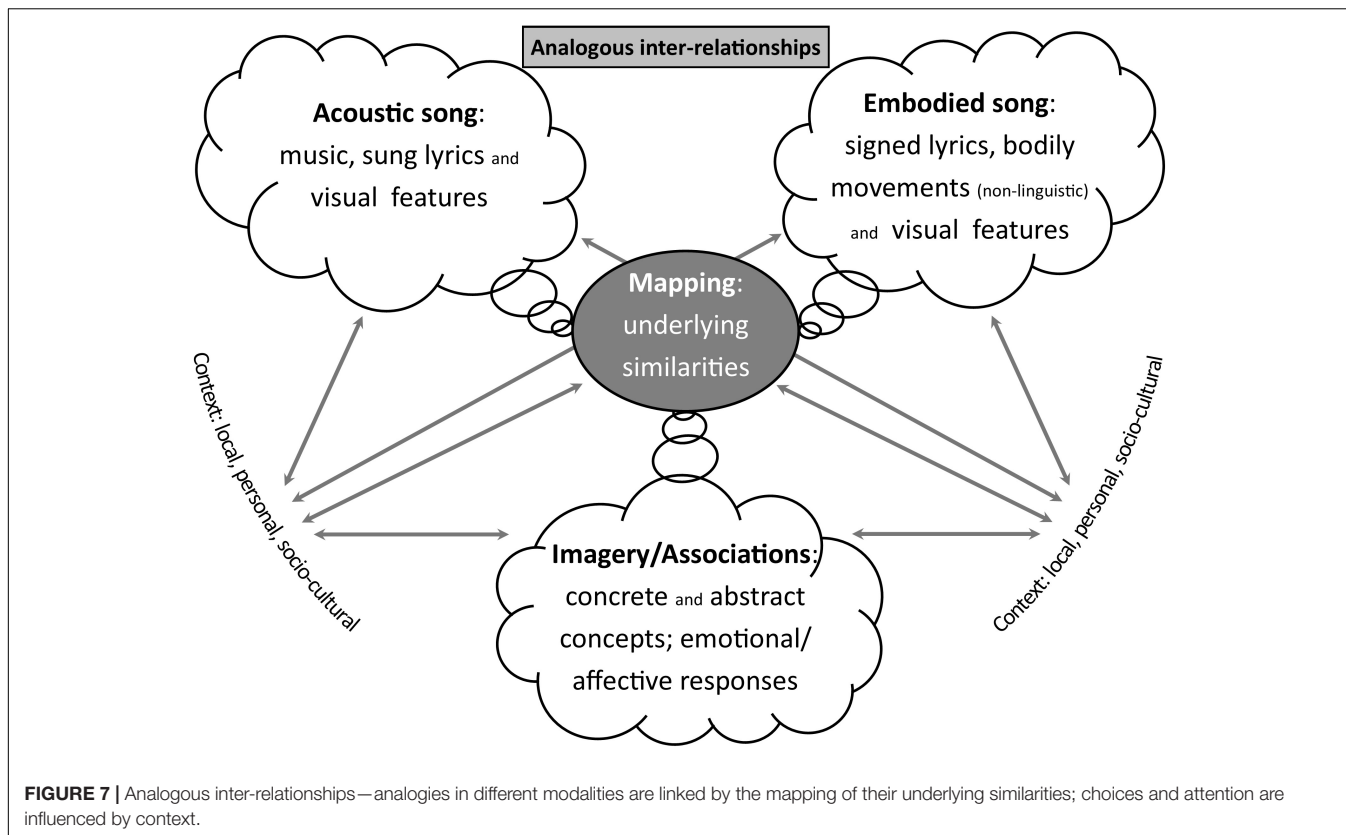 Analogous inter-relationships
Acoustic song:
music, sung lyrics and
visual features
Embodied song:
signed lyrics, bodily
movements (non-linguistic)
and visual features
Mapping:
underlying
similarities
Context: local, personal, socio-cultural
Context: local, personal, socio-cultural
Imagery/Associations:
concrete and abstract
concepts; emotional/
affective responses
FIGURE 7 | Analogous inter-relationships—analogies in different modalities are linked by the mapping of their underlying similarities; choices and attention are
influenced by context.